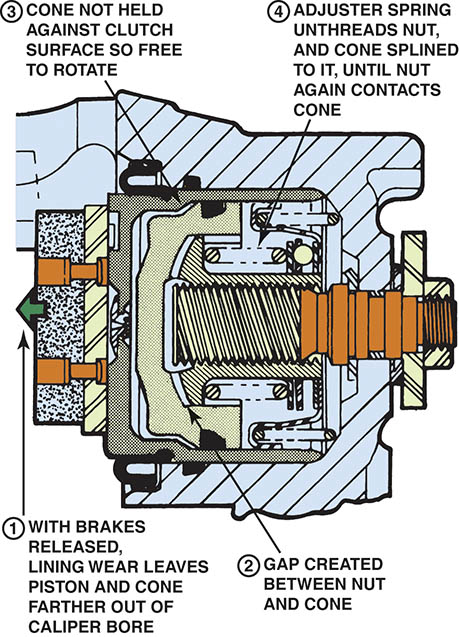 ③ CONE NOT HELD
AGAINST CLUTCH
SURFACE SO FREE
TO ROTATE
④ ADJUSTER SPRING
UNTHREADS NUT,
AND CONE SPLINED
TO IT, UNTIL NUT
AGAIN CONTACTS
CONE
① WITH BRAKES
RELEASED,
LINING WEAR LEAVES
PISTON AND CONE
FARTHER OUT OF
CALIPER BORE
② GAP CREATED
BETWEEN NUT
AND CONE